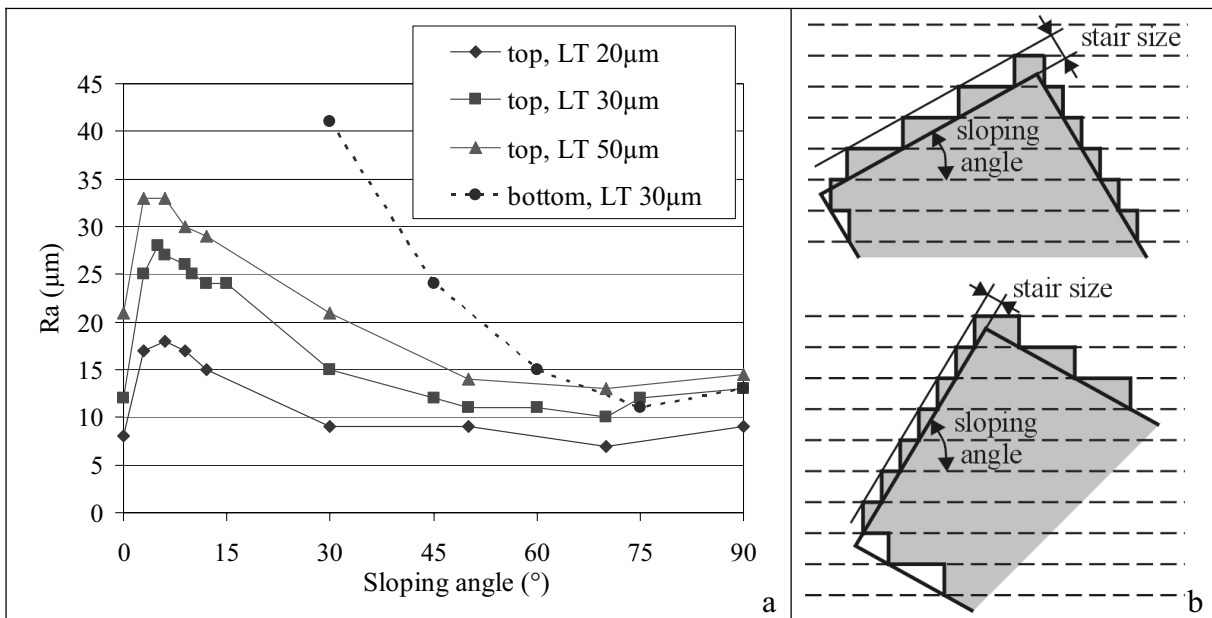 top, LT 20μm
top, LT 30μm
top, LT 50μm
bottom, LT 30μm
45
40
35
30
25
20
15
10
5
0
Ra (μm)
0 15 30 45 60 75 90
Sloping angle (°)
a
stair size
sloping
angle
stair size
sloping
angle
b